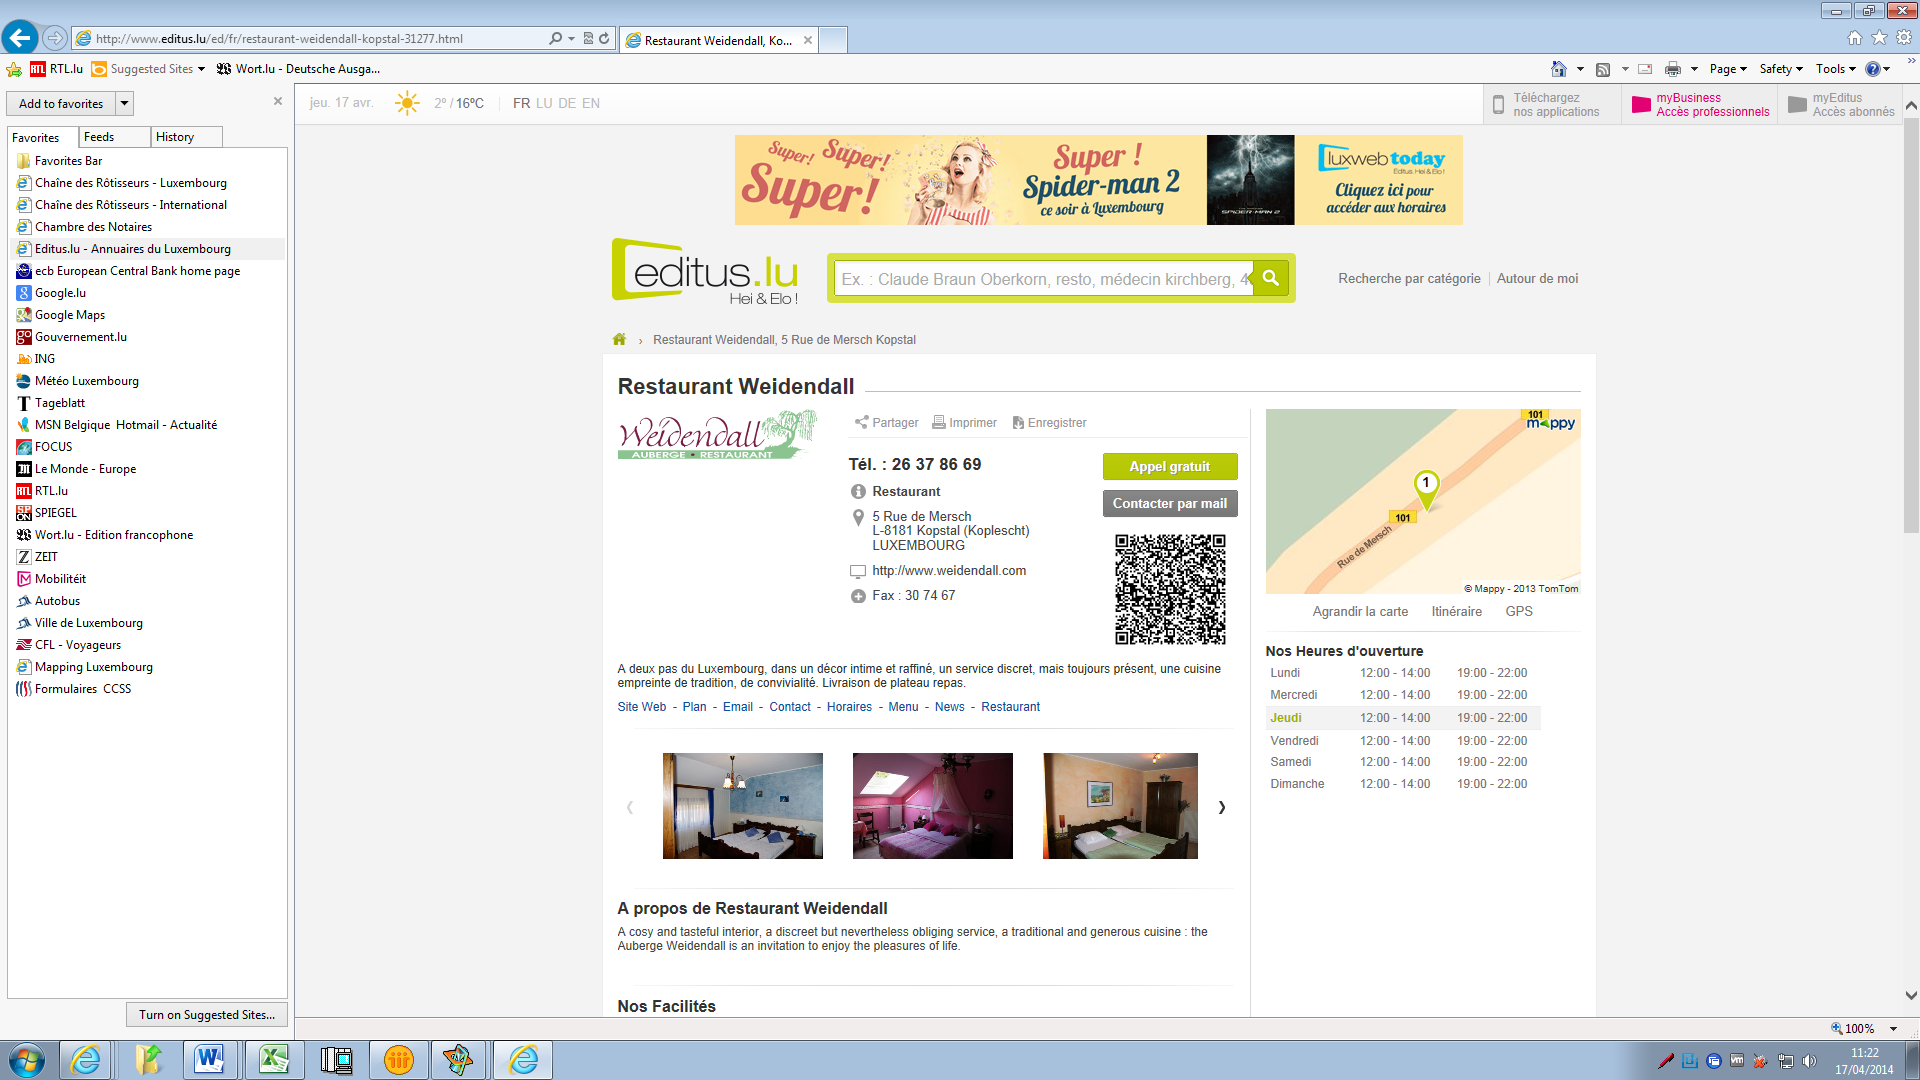 http://www.editus.lu/ed/fr/restaurant-weidendall-kopstal-31277.html
Restaurant Weidendall, Ko...
RTL.lu
Suggested Sites
Wort.lu - Deutsche Ausga...
Page
Safety
Tools
Add to favorites
Favorites
Feeds
History
Favorites Bar
Chaîne des Rôtisseurs - Luxembourg
Chaîne des Rôtisseurs - International
Chambre des Notaires
Editus.lu - Annuaires du Luxembourg
ecb European Central Bank home page
Google.lu
Google Maps
Gouvernement.lu
ING
Météo Luxembourg
Tageblatt
MSN Belgique Hotmail - Actualité
FOCUS
Le Monde - Europe
RTL.lu
SPIEGEL
Wort.lu - Edition francophone
ZEIT
Mobilitéit
Autobus
Ville de Luxembourg
CFL - Voyageurs
Mapping Luxembourg
Formulaires CCSS
Turn on Suggested Sites...
jeu. 17 avr.
2° / 16°C
FR LU DE EN
Téléchargez
nos applications
myBusiness
Accès professionnels
myEditus
Accès abonnés
Super! Super!
Super!
Super !
Spider-man 2
ce soir à Luxembourg
SPIDER-MAN 2
luxweb today
Editus. Hei & Elo !
Cliquez ici pour
accéder aux horaires
editus.lu
Hei & Elo !
Ex. : Claude Braun Oberkorn, resto, médecin kirchberg, 4
Recherche par catégorie
Autour de moi
› Restaurant Weidendall, 5 Rue de Mersch Kopstal
Restaurant Weidendall
Weidendall
AUBERGE • RESTAURANT
Partager
Imprimer
Enregistrer
Tél. : 26 37 86 69
Appel gratuit
Restaurant
Contacter par mail
5 Rue de Mersch
L-8181 Kopstal (Koplescht)
LUXEMBOURG
http://www.weidendall.com
Fax : 30 74 67
A deux pas du Luxembourg, dans un décor intime et raffiné, un service discret, mais toujours présent, une cuisine
empreinte de tradition, de convivialité. Livraison de plateau repas.
Site Web - Plan - Email - Contact - Horaires - Menu - News - Restaurant
A propos de Restaurant Weidendall
A cosy and tasteful interior, a discreet but nevertheless obliging service, a traditional and generous cuisine : the
Auberge Weidendall is an invitation to enjoy the pleasures of life.
Nos Facilités
101
mappy
1
101
Rue de Mersch
© Mappy - 2013 TomTom
Agrandir la carte
Itinéraire
GPS
Nos Heures d'ouverture
Lundi 12:00 - 14:00 19:00 - 22:00
Mercredi 12:00 - 14:00 19:00 - 22:00
Jeudi 12:00 - 14:00 19:00 - 22:00
Vendredi 12:00 - 14:00 19:00 - 22:00
Samedi 12:00 - 14:00 19:00 - 22:00
Dimanche 12:00 - 14:00 19:00 - 22:00
100%
11:22
17/04/2014